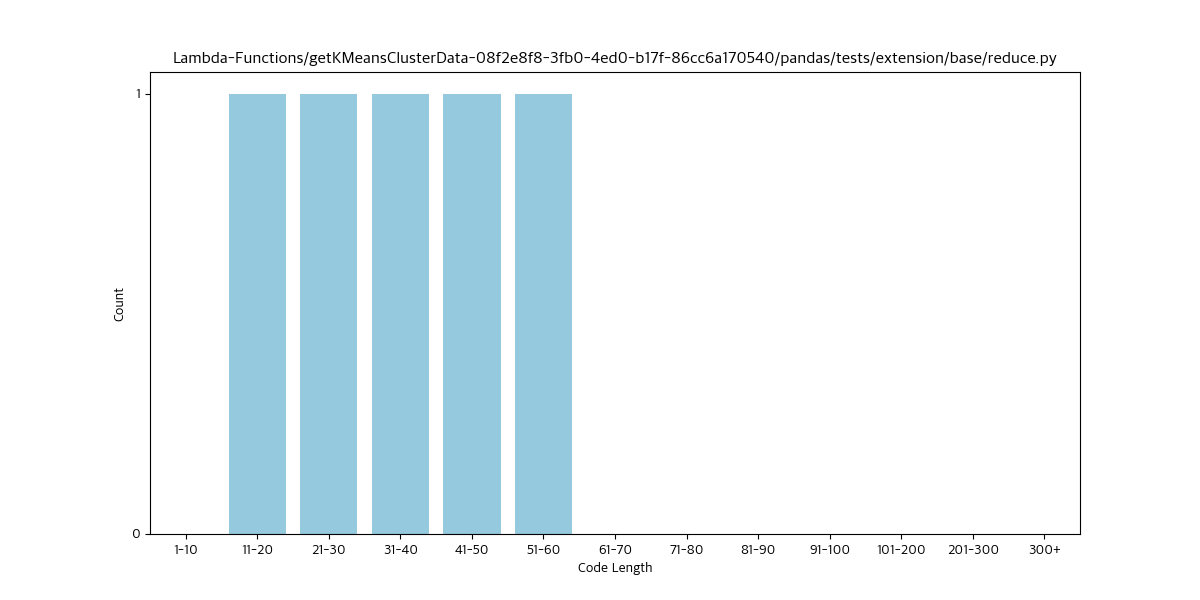 Lambda-Functions/getKMeansClusterData-08f2e8f8-3fb0-4ed0-b17f-86cc6a170540/pandas/tests/extension/base/reduce.py
1
Count
0
1-10 11-20 21-30 31-40 41-50 51-60 61-70 71-80 81-90 91-100 101-200 201-300 300+
Code Length